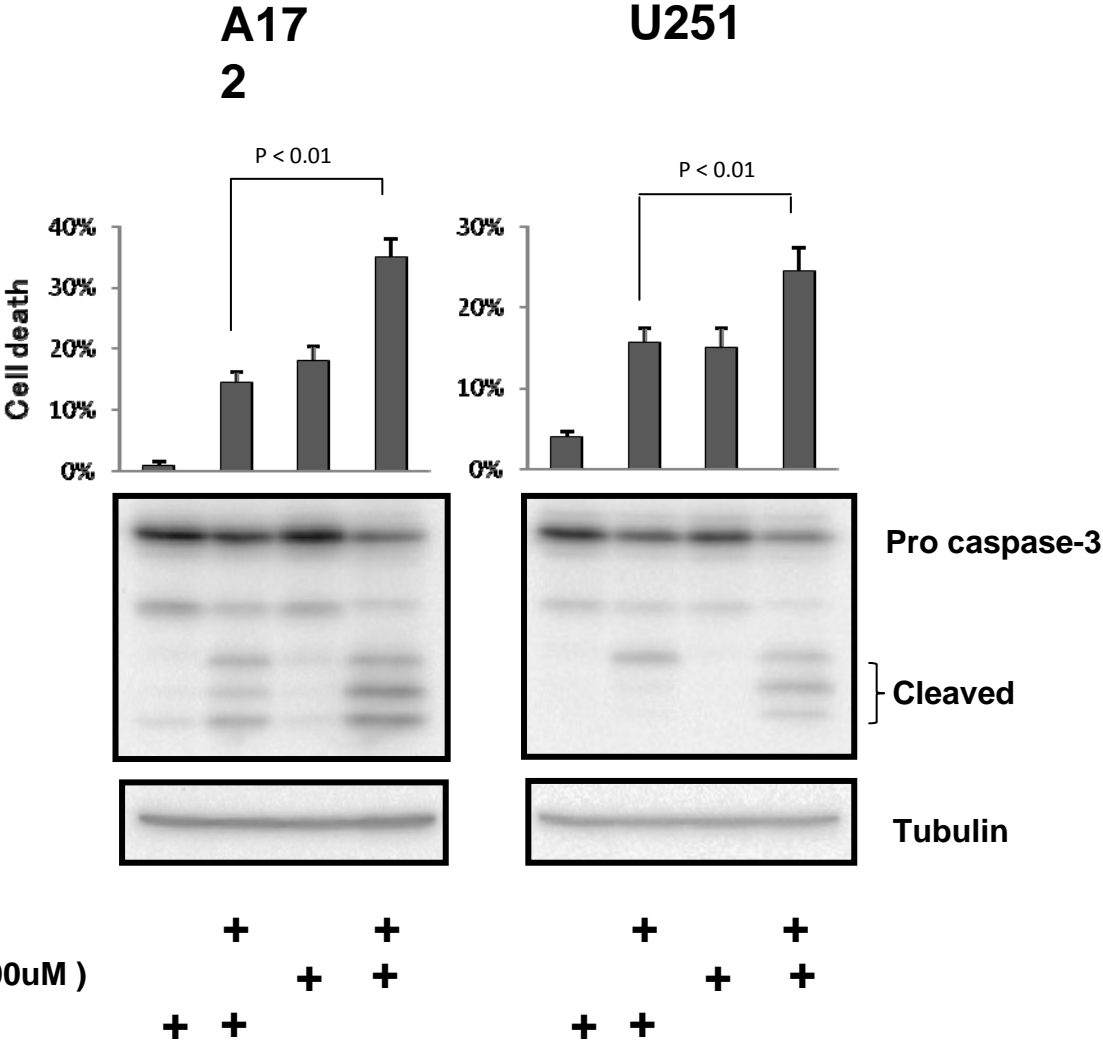 A17
2
U251
P < 0.01
P < 0.01
Cell death
40%
30%
20%
10%
0%
30%
20%
10%
0%
Pro caspase-3
Cleaved
Tubulin
+ + + +
0uM ) + + + +
+ + + +